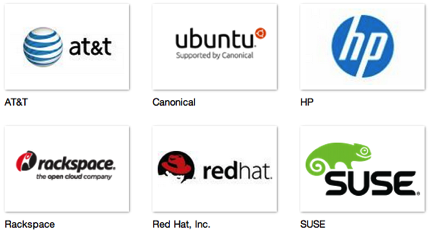 at&t
ubuntu
Supported by Canonical
hp
AT&T
Canonical
HP
rackspace.
the open cloud company
redhat.
SUSE
Rackspace
Red Hat, Inc.
SUSE